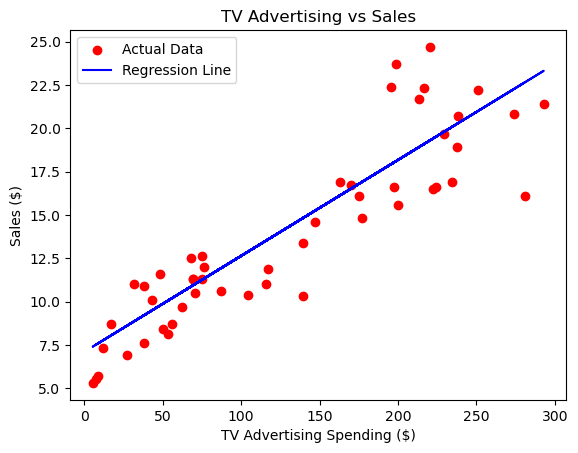 TV Advertising vs Sales
Actual Data
Regression Line
Sales ($)
25.0
22.5
20.0
17.5
15.0
12.5
10.0
7.5
5.0
0 50 100 150 200 250 300
TV Advertising Spending ($)